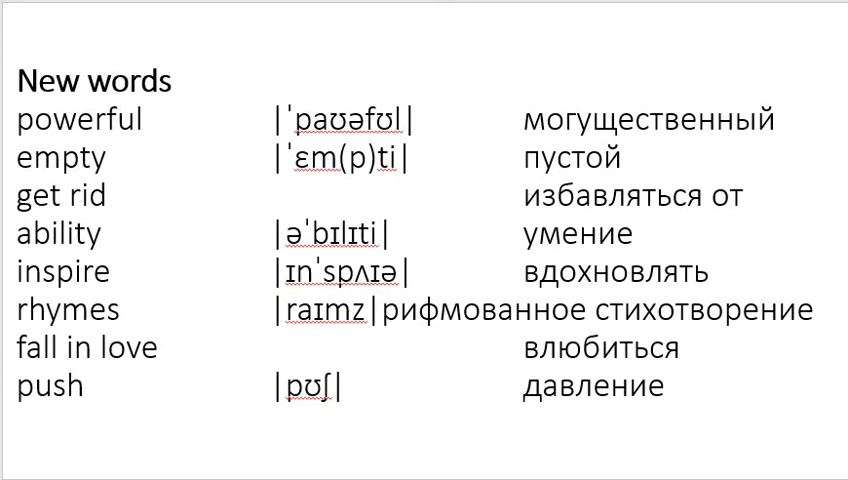 New words
powerful |ˈpaʊəfʊl| могущественный
empty |ˈɛm(p)ti| пустой
get rid избавляться от
ability |əˈbɪlɪti| умение
inspire |ɪnˈspʌɪə| вдохновлять
rhymes |raɪmz| рифмованное стихотворение
fall in love влюбиться
push |pʊʃ| давление